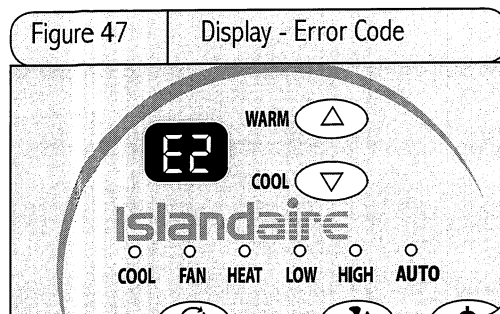 Figure 47
Display - Error Code
WARM
E2
COOL
Islandaire
COOL FAN HEAT LOW HIGH AUTO